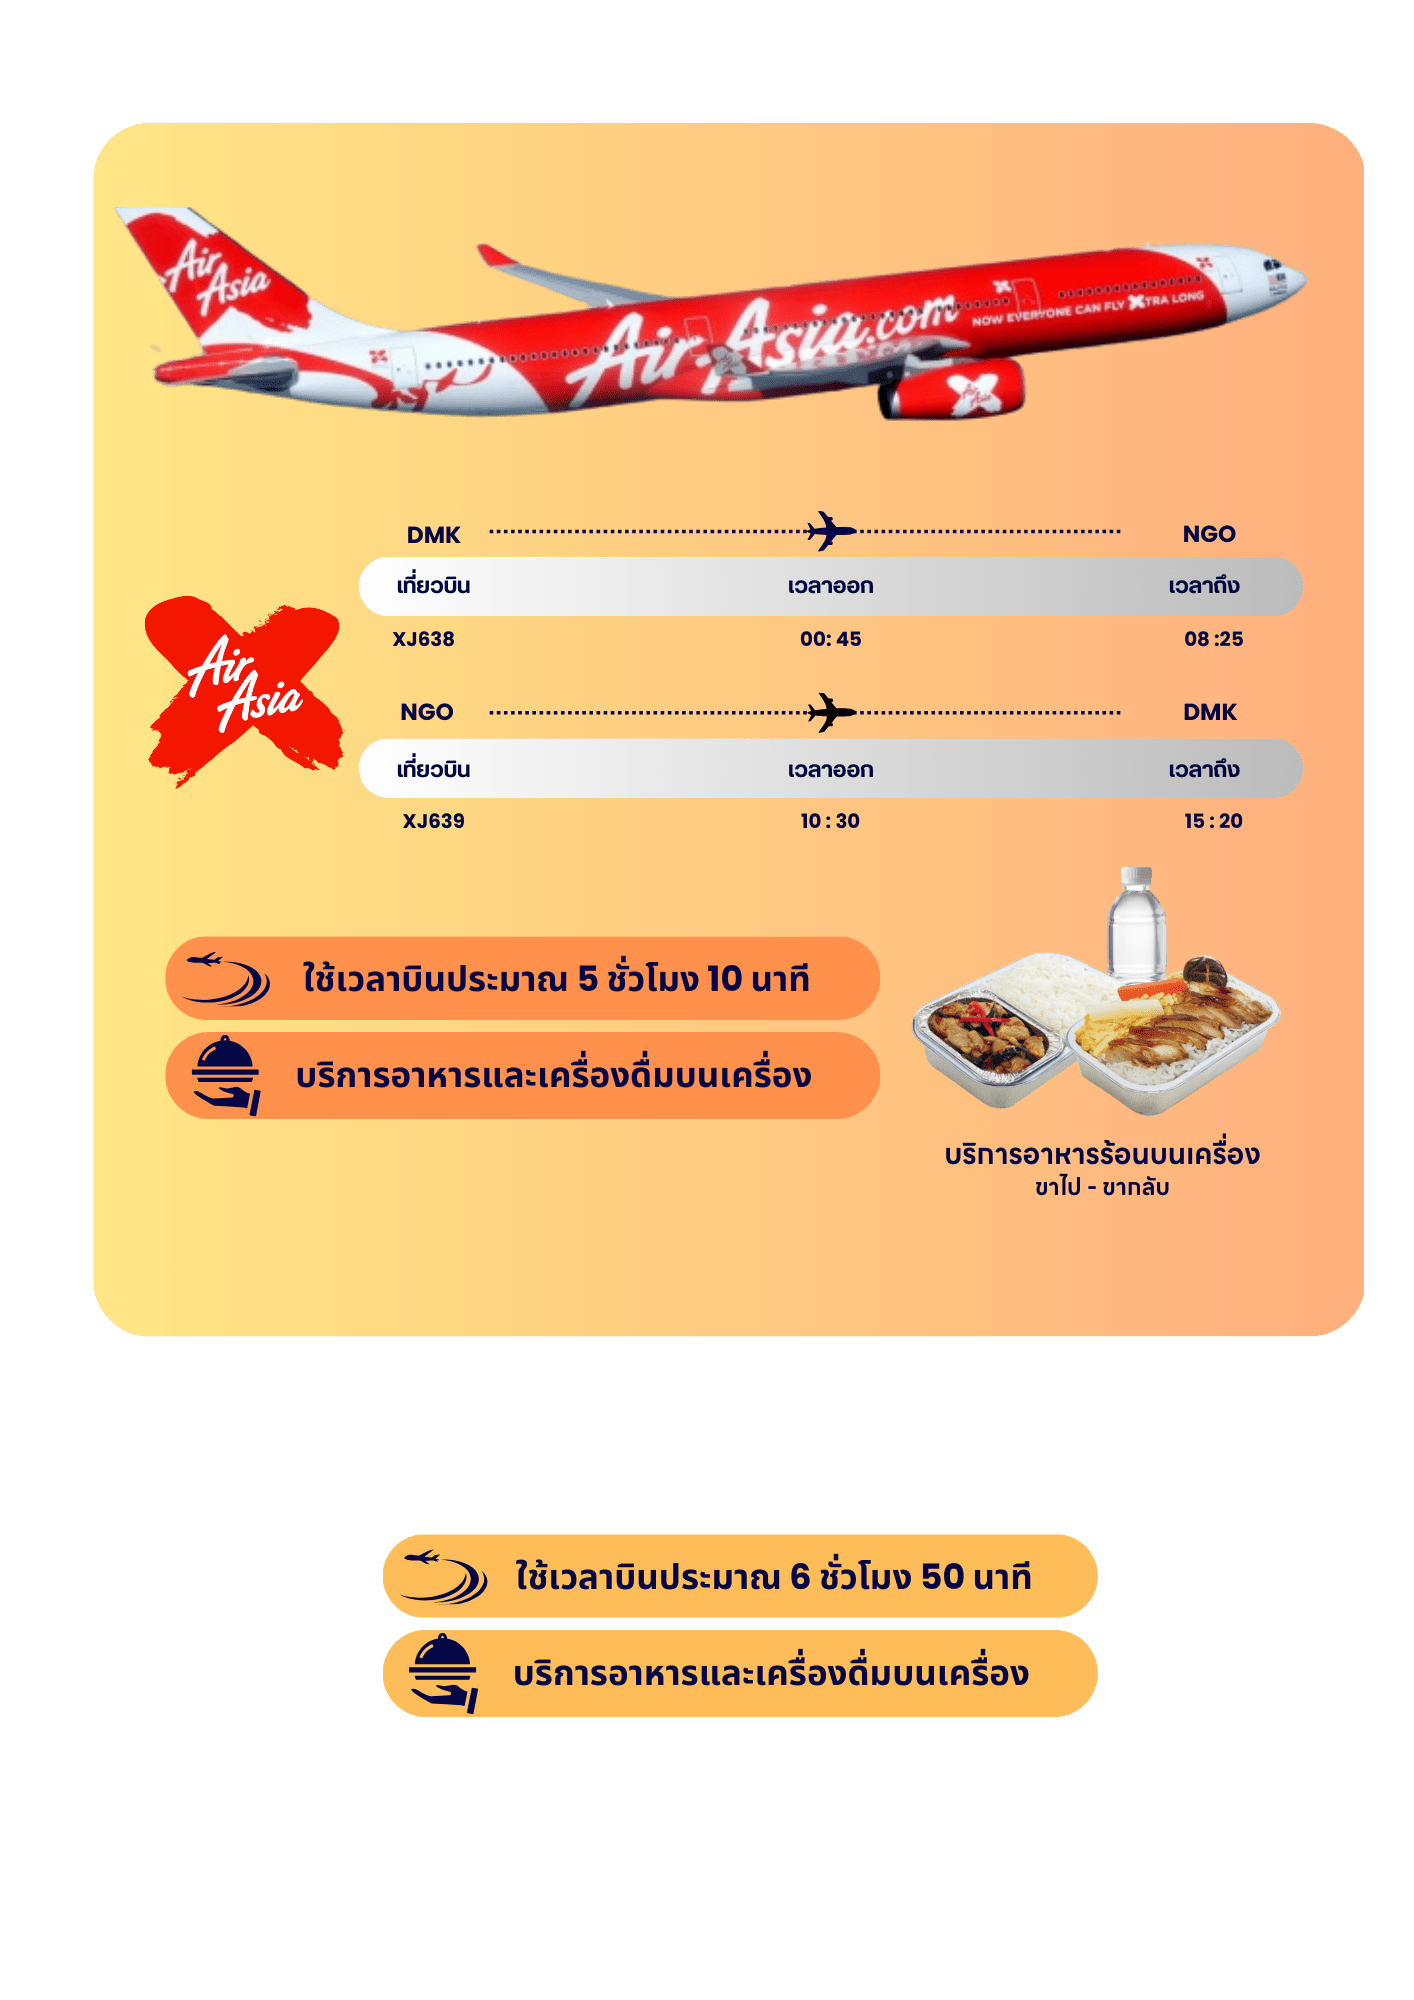 Air
Asia
AirAsia.com
NOW EVERYONE CAN FLY XTRA LONG
Air
Asia
DMK NGO
เที่ยวบิน เวลาออก เวลาถึง
XJ638 00: 45 08 :25
Air
Asia
NGO DMK
เที่ยวบิน เวลาออก เวลาถึง
XJ639 10 : 30 15 : 20
ใช้เวลาบินประมาณ 5 ชั่วโมง 10 นาที
บริการอาหารและเครื่องดื่มบนเครื่อง
บริการอาหารร้อนบนเครื่อง
ขาไป - ขากลับ
ใช้เวลาบินประมาณ 6 ชั่วโมง 50 นาที
บริการอาหารและเครื่องดื่มบนเครื่อง